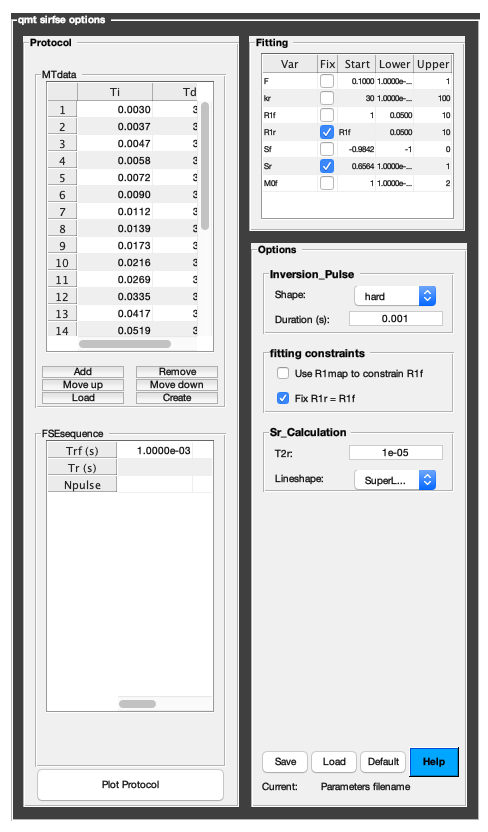 qmt sirfse options
Protocol
MTdata
Ti Td
1 0.0030 3
2 0.0037 3
3 0.0047 3
4 0.0058 3
5 0.0072 3
6 0.0090 3
7 0.0112 3
8 0.0139 3
9 0.0173 3
10 0.0216 3
11 0.0269 3
12 0.0335 3
13 0.0417 3
14 0.0519 3
Add Remove
Move up Move down
Load Create
FSEsequence
Trf (s) 1.0000e-03
Tr (s)
Npulse
Plot Protocol
Fitting
Var Fix Start Lower Upper
F 0.1000 1.0000e-... 1
kr 30 1.0000e-... 100
R1f 1 0.0500 10
R1r R1f 0.0500 10
Sf -0.9842 -1 0
Sr 0.6564 1.0000e-... 1
M0f 1 1.0000e-... 2
Options
Inversion_Pulse
Shape: hard
Duration (s): 0.001
fitting constraints
Use R1map to constrain R1f
Fix R1r = R1f
Sr_Calculation
T2r: 1e-05
Lineshape: SuperL...
Save Load Default Help
Current: Parameters filename